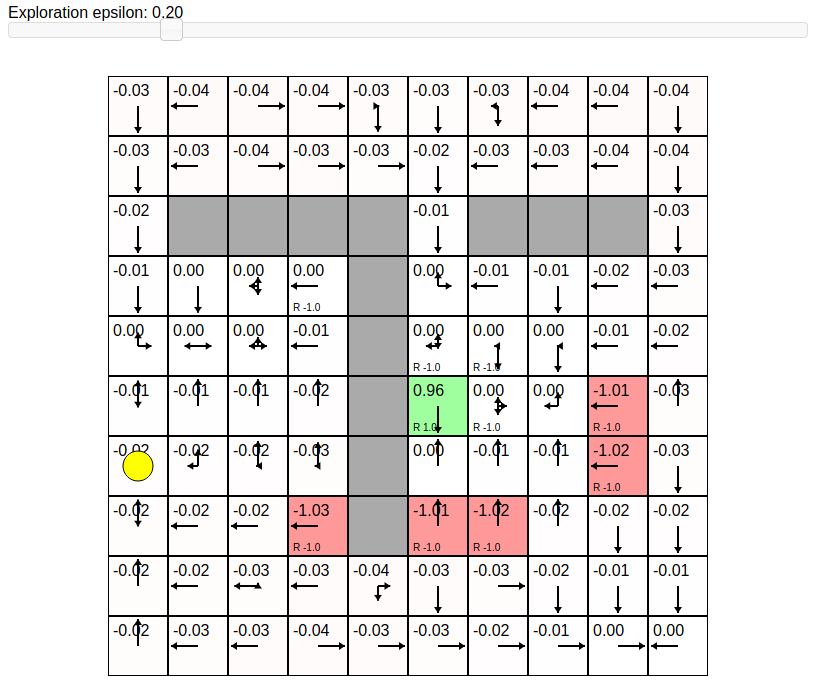 Exploration epsilon: 0.20
-0.03 -0.04 -0.04 -0.04 -0.03 -0.03 -0.03 -0.04 -0.04 -0.04
-0.03 -0.03 -0.04 -0.03 -0.03 -0.02 -0.03 -0.03 -0.04 -0.04
-0.02 -0.01 -0.03
-0.01 0.00 0.00 0.00 0.00 -0.01 -0.01 -0.02 -0.03
R -1.0
0.00 0.00 0.00 -0.01 0.00 0.00 0.00 -0.01 -0.02
R -1.0 R -1.0
-0.01 -0.01 -0.01 -0.02 0.96 0.00 0.00 -1.01 -0.03
R 1.0 R -1.0 R -1.0
-0.02 -0.02 -0.02 -0.03 0.00 -0.01 -0.01 -1.02 -0.03
R -1.0
-0.02 -0.02 -0.02 -1.03 -1.01 -1.02 -0.02 -0.02 -0.02
R -1.0 R -1.0 R -1.0
-0.02 -0.02 -0.03 -0.03 -0.04 -0.03 -0.03 -0.02 -0.01 -0.01
-0.02 -0.03 -0.03 -0.04 -0.03 -0.03 -0.02 -0.01 0.00 0.00